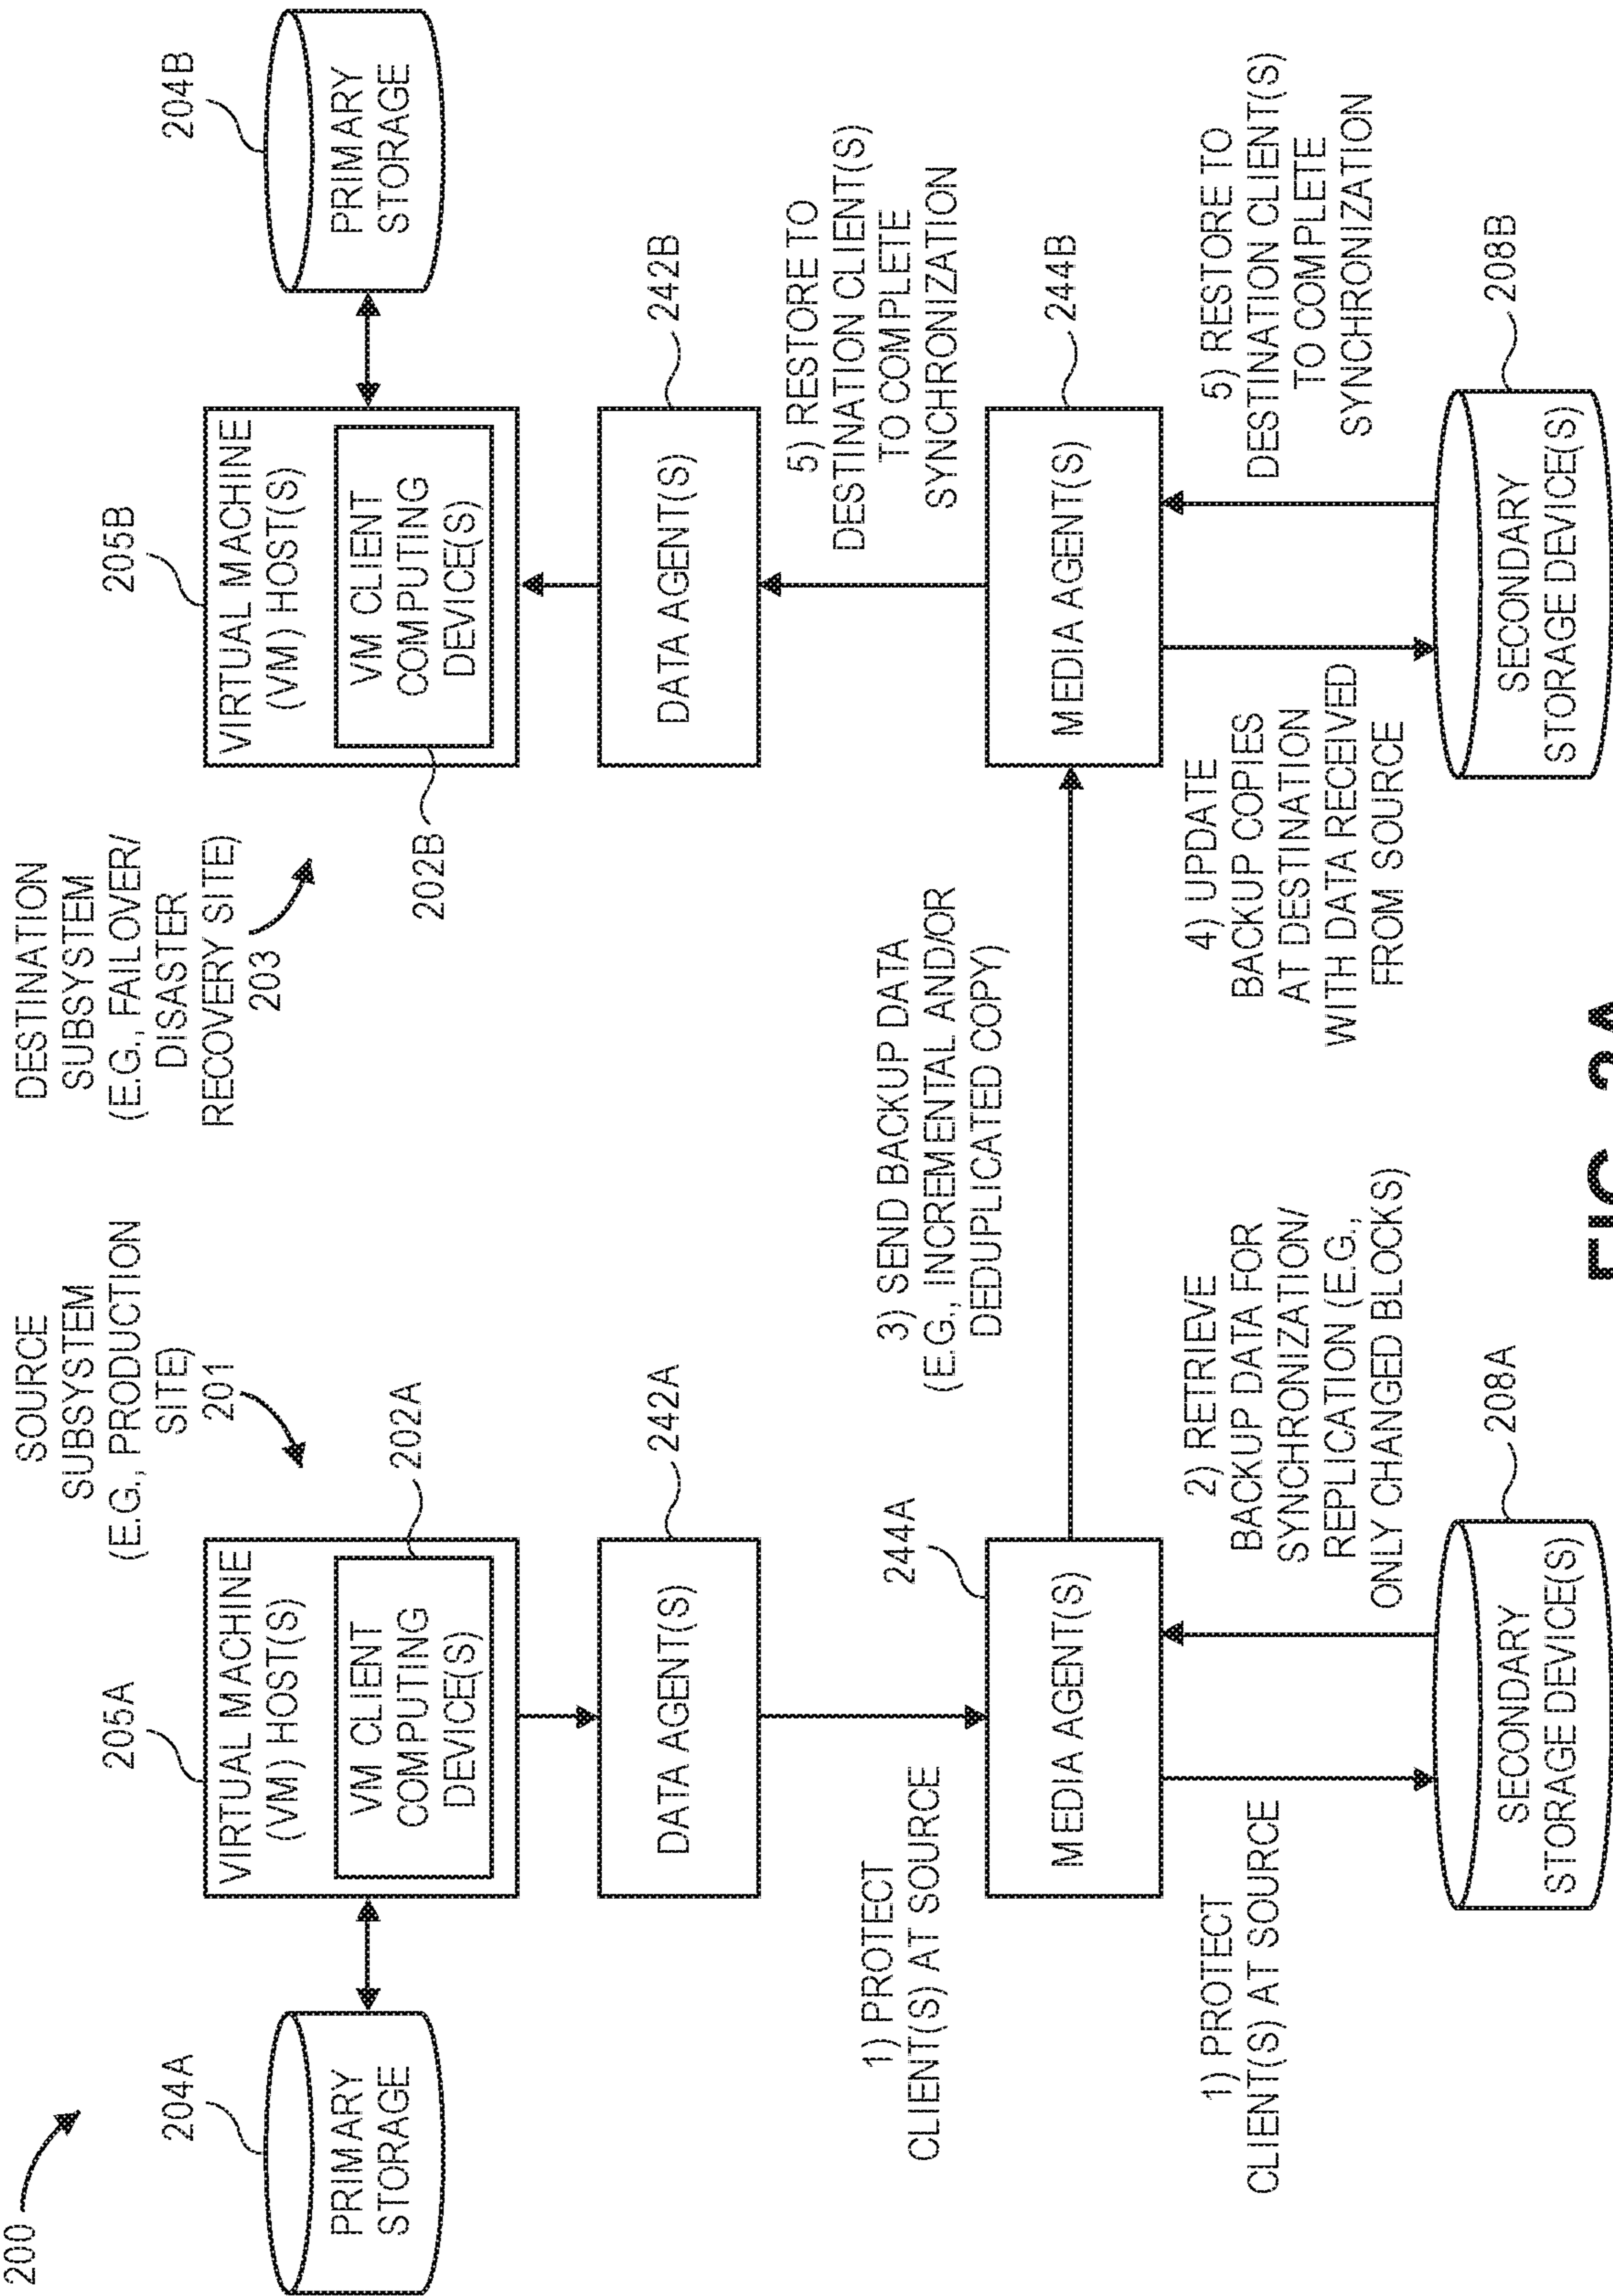 200
SOURCE
SUBSYSTEM
(E.G., PRODUCTION
SITE)
201
DESTINATION
SUBSYSTEM
(E.G., FAILOVER/
DISASTER
RECOVERY SITE)
203
204A
PRIMARY
STORAGE
205A
VIRTUAL MACHINE
(VM) HOST(S)
VM CLIENT
COMPUTING
DEVICE(S)
202A
205B
VIRTUAL MACHINE
(VM) HOST(S)
VM CLIENT
COMPUTING
DEVICE(S)
202B
204B
PRIMARY
STORAGE
DATA AGENT(S)
242A
DATA AGENT(S)
242B
1) PROTECT
CLIENT(S) AT SOURCE
3) SEND BACKUP DATA
(E.G., INCREMENTAL AND/OR
DEDUPLICATED COPY)
5) RESTORE TO
DESTINATION CLIENT(S)
TO COMPLETE
SYNCHRONIZATION
244A
MEDIA AGENT(S)
MEDIA AGENT(S)
244B
1) PROTECT
CLIENT(S) AT SOURCE
2) RETRIEVE
BACKUP DATA FOR
SYNCHRONIZATION/
REPLICATION (E.G.,
ONLY CHANGED BLOCKS)
4) UPDATE
BACKUP COPIES
AT DESTINATION
WITH DATA RECEIVED
FROM SOURCE
5) RESTORE TO
DESTINATION CLIENT(S)
TO COMPLETE
SYNCHRONIZATION
SECONDARY
STORAGE DEVICE(S)
208A
SECONDARY
STORAGE DEVICE(S)
208B
FIG. 2A